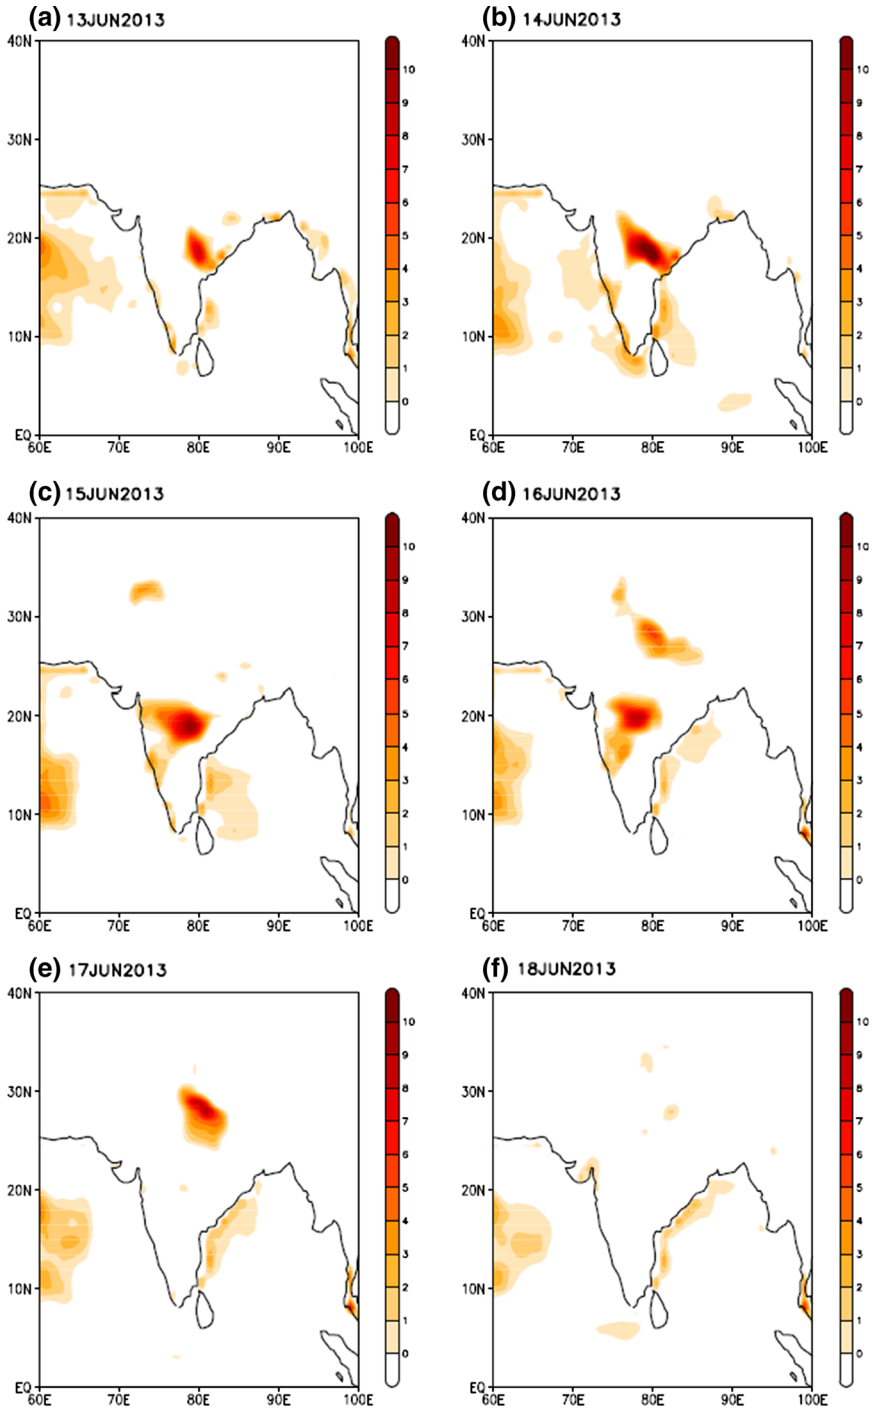 (a) 13JUN2013
40N
30N
20N
10N
EQ
60E 70E 80E 90E 100E
10
9
8
7
6
5
4
3
2
1
0
(b) 14JUN2013
40N
30N
20N
10N
EQ
60E 70E 80E 90E 100E
10
9
8
7
6
5
4
3
2
1
0
(c) 15JUN2013
40N
30N
20N
10N
EQ
60E 70E 80E 90E 100E
10
9
8
7
6
5
4
3
2
1
0
(d) 16JUN2013
40N
30N
20N
10N
EQ
60E 70E 80E 90E 100E
10
9
8
7
6
5
4
3
2
1
0
(e) 17JUN2013
40N
30N
20N
10N
EQ
60E 70E 80E 90E 100E
10
9
8
7
6
5
4
3
2
1
0
(f) 18JUN2013
40N
30N
20N
10N
EQ
60E 70E 80E 90E 100E
10
9
8
7
6
5
4
3
2
1
0